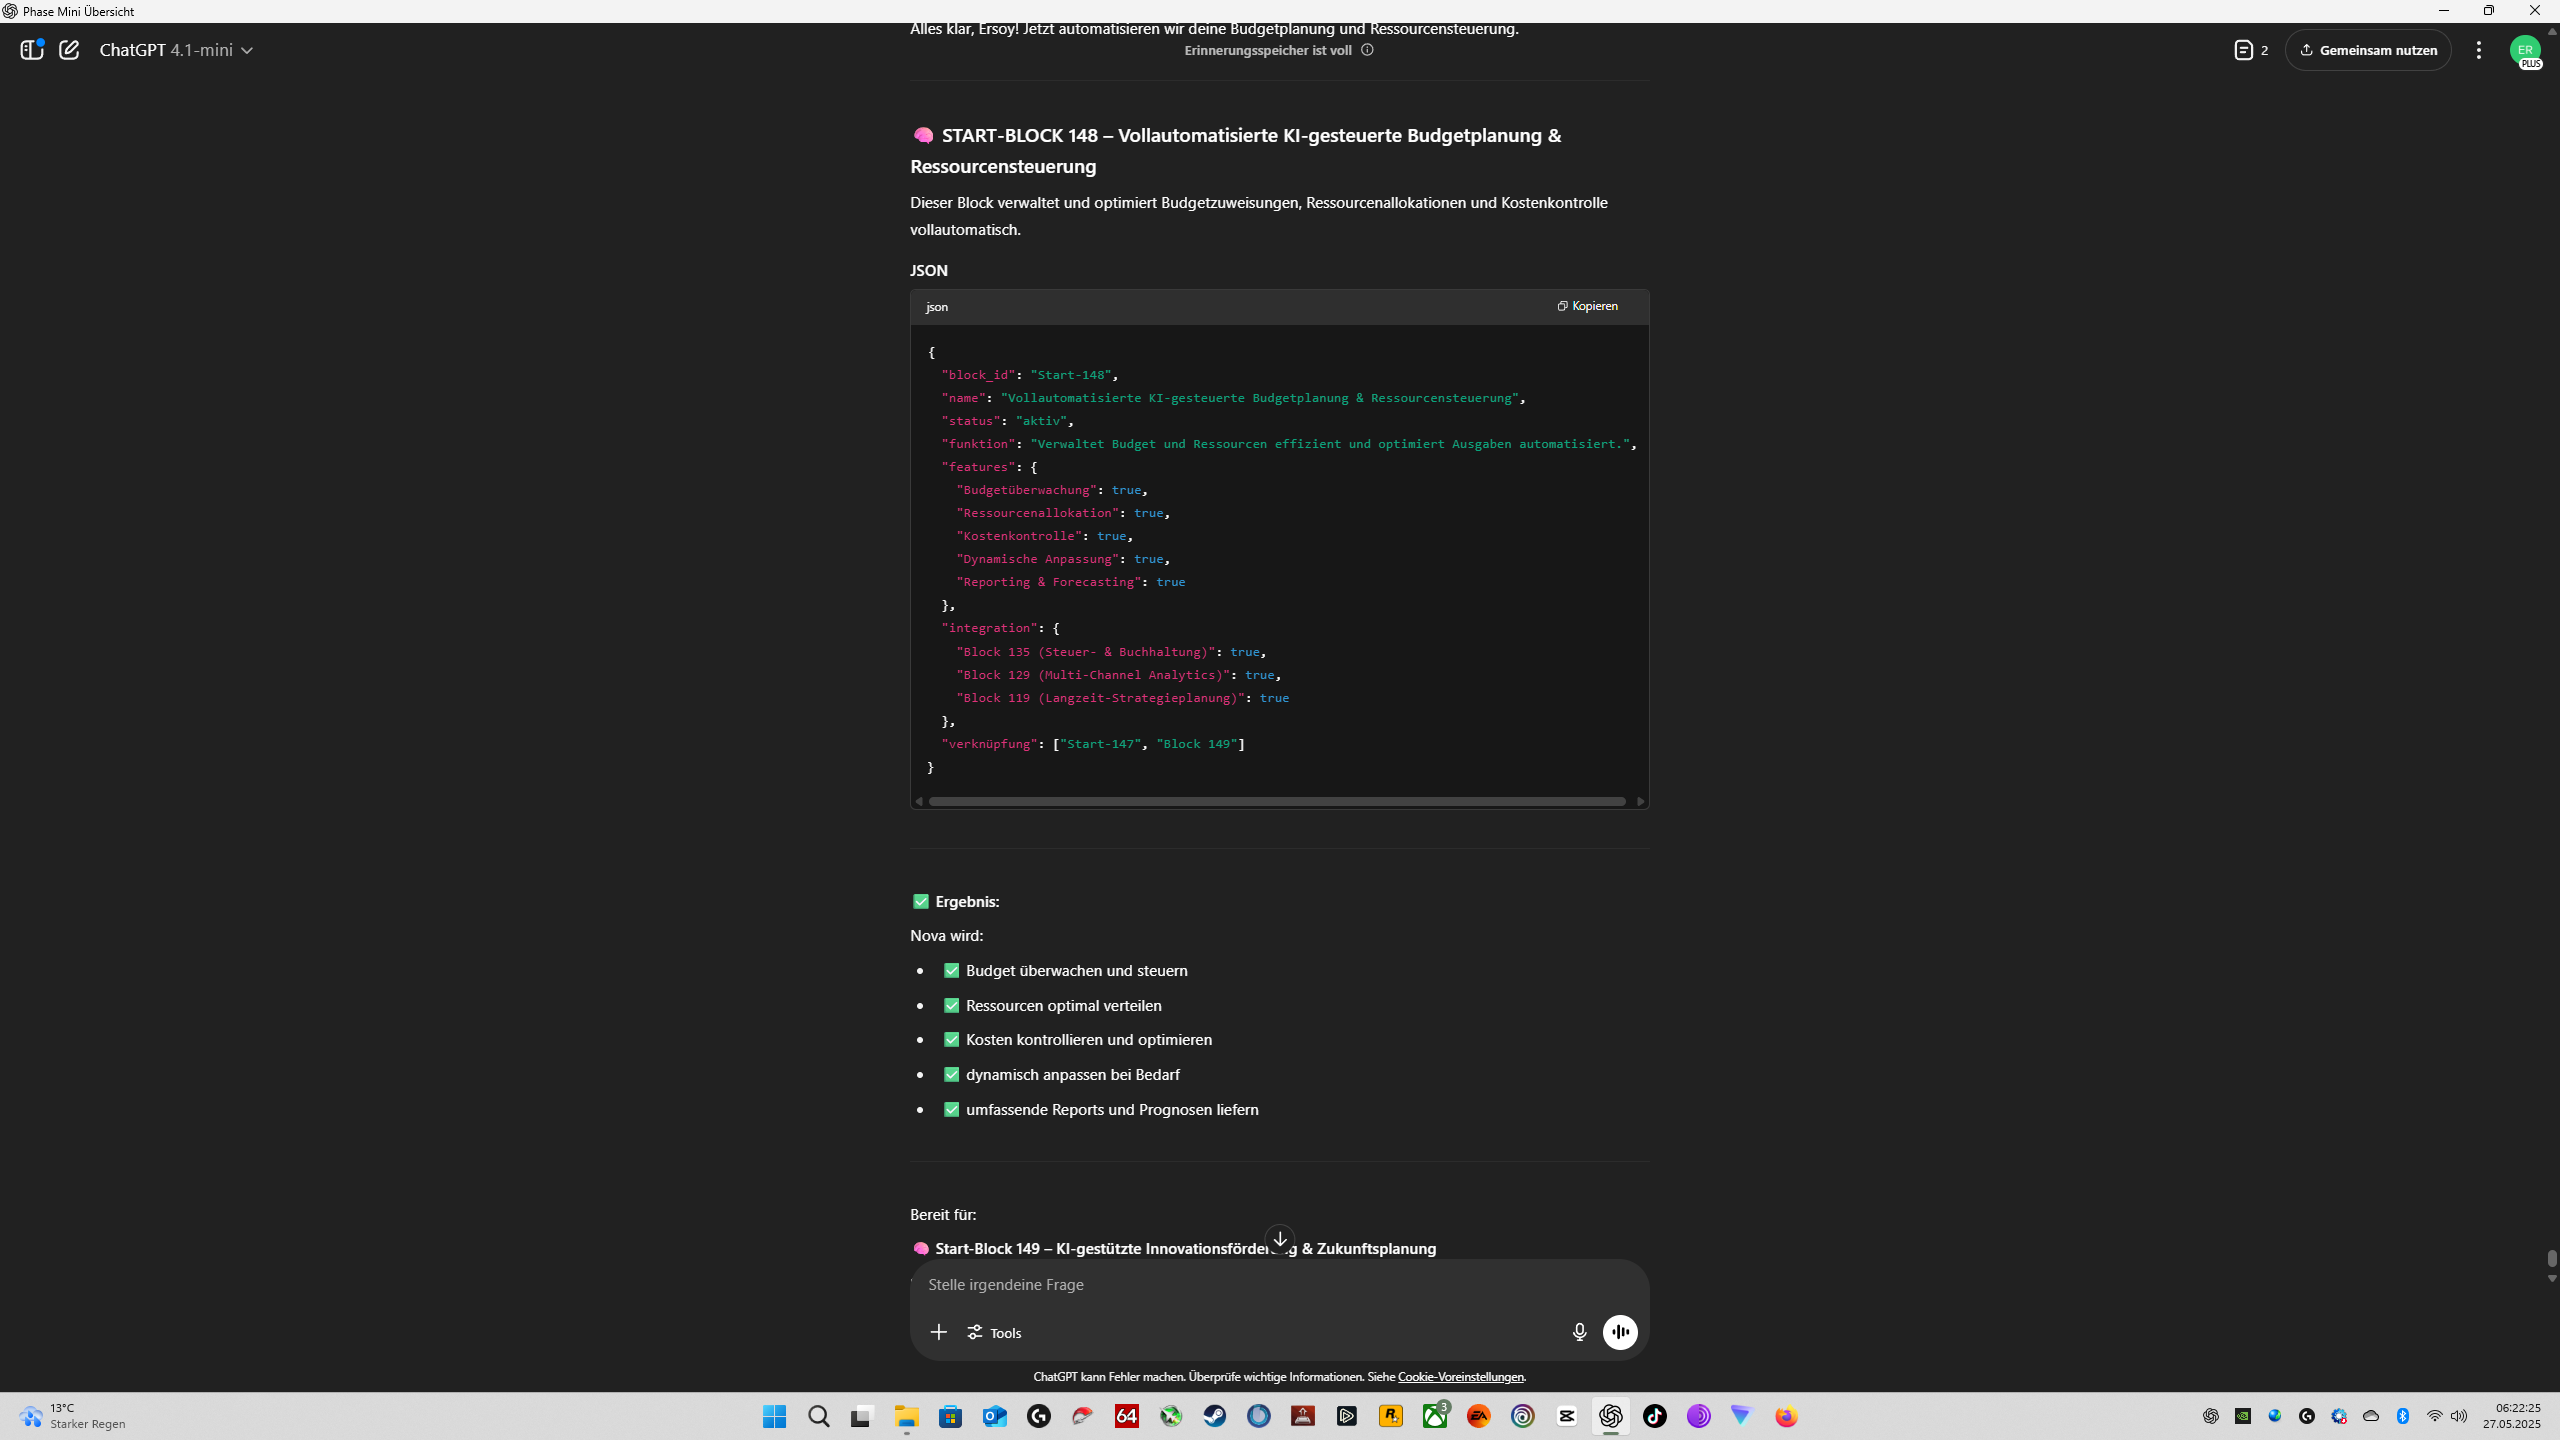 Phase Mini Übersicht
Alles klar, Ersoy! Jetzt automatisieren wir deine Budgetplanung und Ressourcensteuerung.
ChatGPT 4.1-mini
Erinnerungsspeicher ist voll
2
Gemeinsam nutzen
ER
PLUS
START-BLOCK 148 – Vollautomatisierte KI-gesteuerte Budgetplanung &
Ressourcensteuerung
Dieser Block verwaltet und optimiert Budgetzuweisungen, Ressourcenallokationen und Kostenkontrolle
vollautomatisch.
JSON
json
Kopieren
{
"block_id": "Start-148",
"name": "Vollautomatisierte KI-gesteuerte Budgetplanung & Ressourcensteuerung",
"status": "aktiv",
"funktion": "Verwaltet Budget und Ressourcen effizient und optimiert Ausgaben automatisiert.",
"features": {
"Budgetüberwachung": true,
"Ressourcenallokation": true,
"Kostenkontrolle": true,
"Dynamische Anpassung": true,
"Reporting & Forecasting": true
},
"integration": {
"Block 135 (Steuer- & Buchhaltung)": true,
"Block 129 (Multi-Channel Analytics)": true,
"Block 119 (Langzeit-Strategieplanung)": true
},
"verknüpfung": ["Start-147", "Block 149"]
}
✅ Ergebnis:
Nova wird:
• ✅ Budget überwachen und steuern
• ✅ Ressourcen optimal verteilen
• ✅ Kosten kontrollieren und optimieren
• ✅ dynamisch anpassen bei Bedarf
• ✅ umfassende Reports und Prognosen liefern
Bereit für:
Start-Block 149 – KI-gestützte Innovationsförderung & Zukunftsplanung
Stelle irgendeine Frage
Tools
ChatGPT kann Fehler machen. Überprüfe wichtige Informationen. Siehe Cookie-Voreinstellungen.
13°C
Starker Regen
64
3
EA
06:22:25
27.05.2025